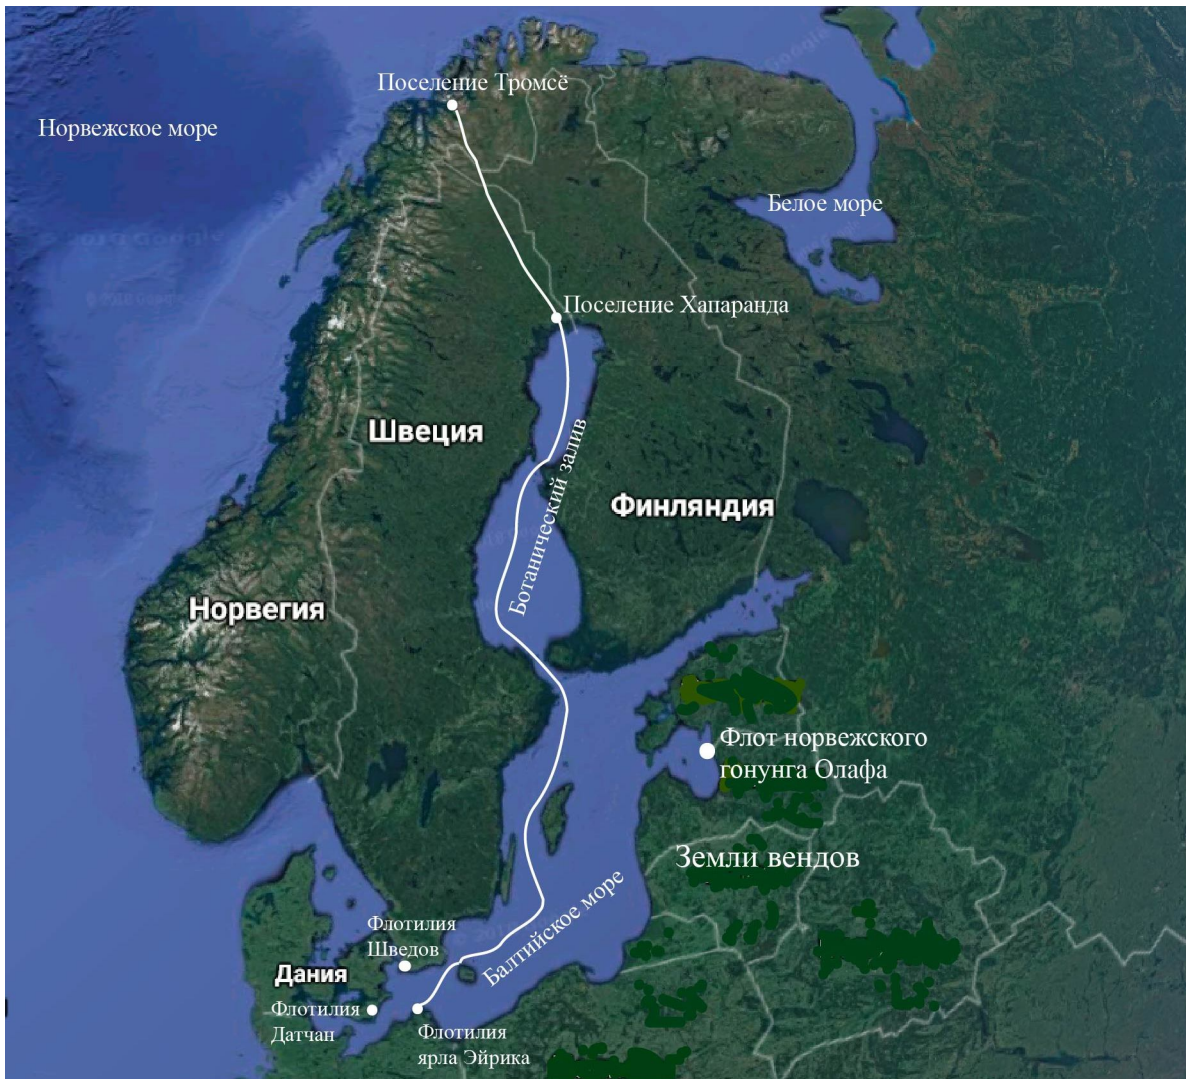 Поселение Тромсё
Норвежское море
Белое море
Поселение Хапаранда
Швеция
Ботанический залив
Финляндия
Норвегия
Флот норвежского
гонунга Олафа
Земли вендов
Балтийское море
Флотилия
Шведов
Дания
Флотилия
Датчан
Флотилия
ярла Эйрика